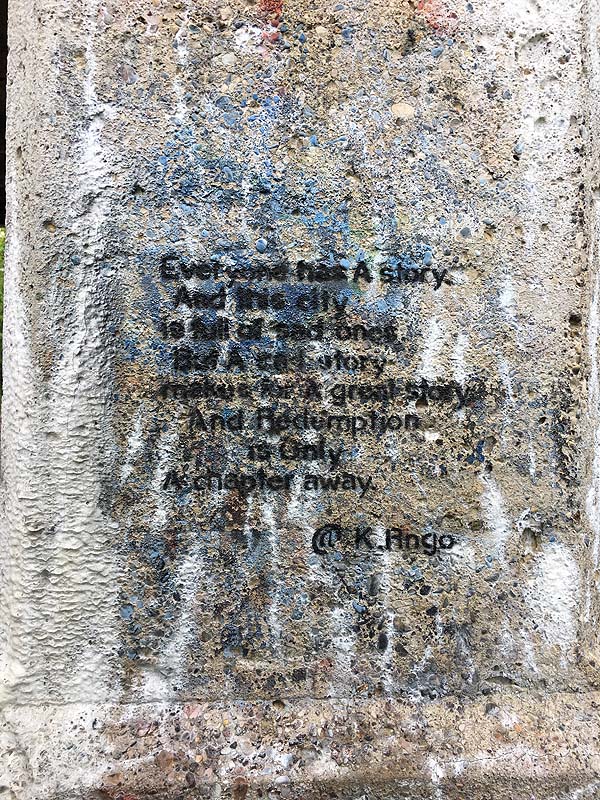 Everyone has A story.
And this city
is full of sad ones.
But A sad story
makes for A great story.
And Redemption
is Only
A chapter away.
@ K.Ango